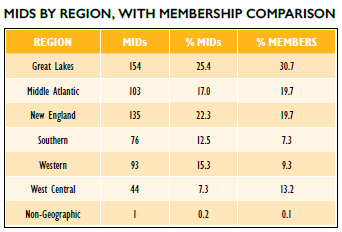 MIDS BY REGION, WITH MEMBERSHIP COMPARISON
REGION MIDs % MIDs % MEMBERS
Great Lakes 154 25.4 30.7
Middle Atlantic 103 17.0 19.7
New England 135 22.3 19.7
Southern 76 12.5 7.3
Western 93 15.3 9.3
West Central 44 7.3 13.2
Non-Geographic 1 0.2 0.1